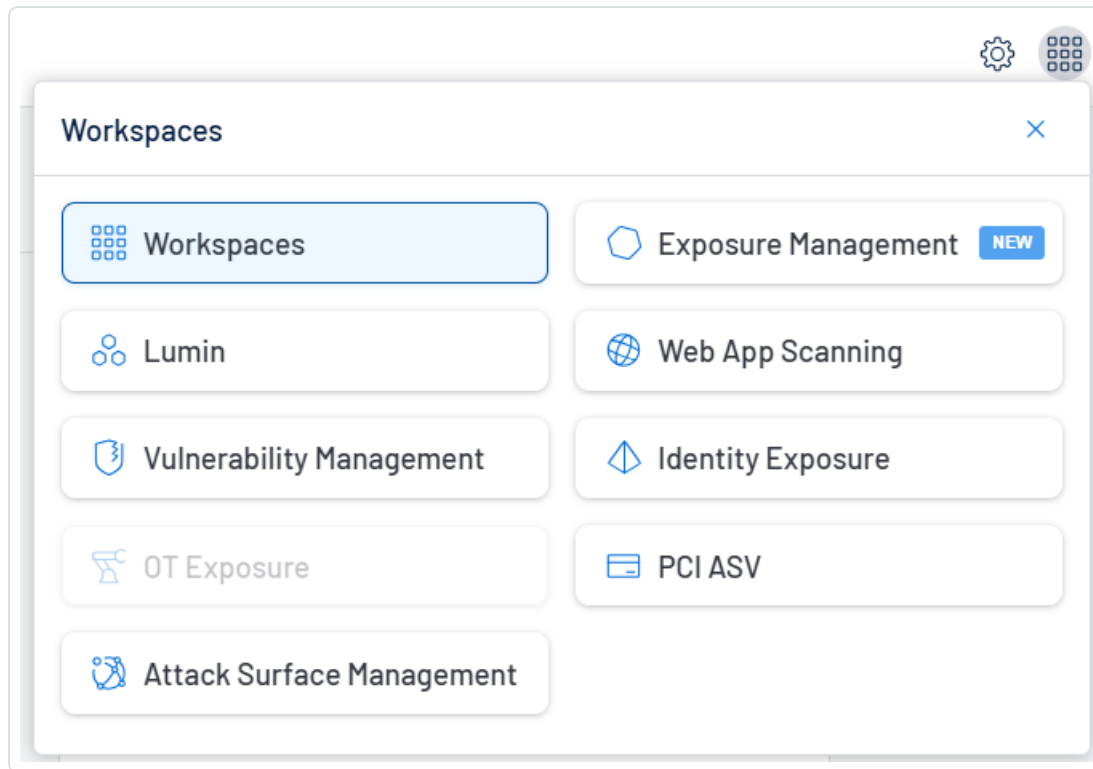 Workspaces
Workspaces
Exposure Management NEW
Lumin
Web App Scanning
Vulnerability Management
Identity Exposure
OT Exposure
PCI ASV
Attack Surface Management